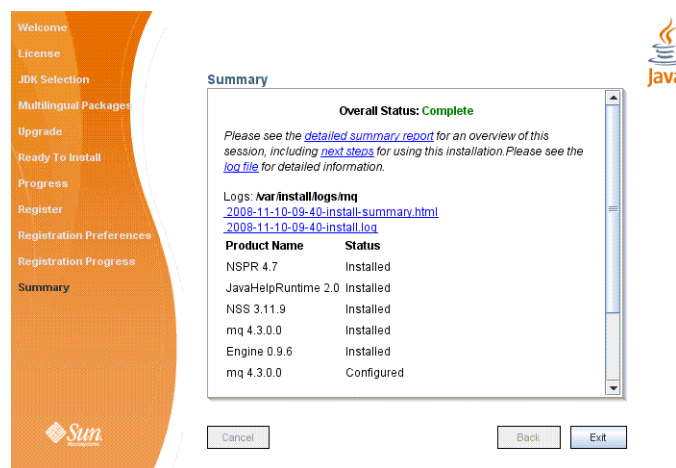 Welcome
License
JDK Selection
Multilingual Packages
Upgrade
Ready To Install
Progress
Register
Registration Preferences
Registration Progress
Summary
Sun
microsystems
Summary
Overall Status: Complete
Please see the detailed summary report for an overview of this
session, including next steps for using this installation.Please see the
log file for detailed information.
Logs: /var/install/logs/mq
2008-11-10-09-40-install-summary.html
2008-11-10-09-40-install.log
Product Name Status
NSPR 4.7 Installed
JavaHelpRuntime 2.0 Installed
NSS 3.11.9 Installed
mq 4.3.0.0 Installed
Engine 0.9.6 Installed
mq 4.3.0.0 Configured
Cancel Back Exit
Java